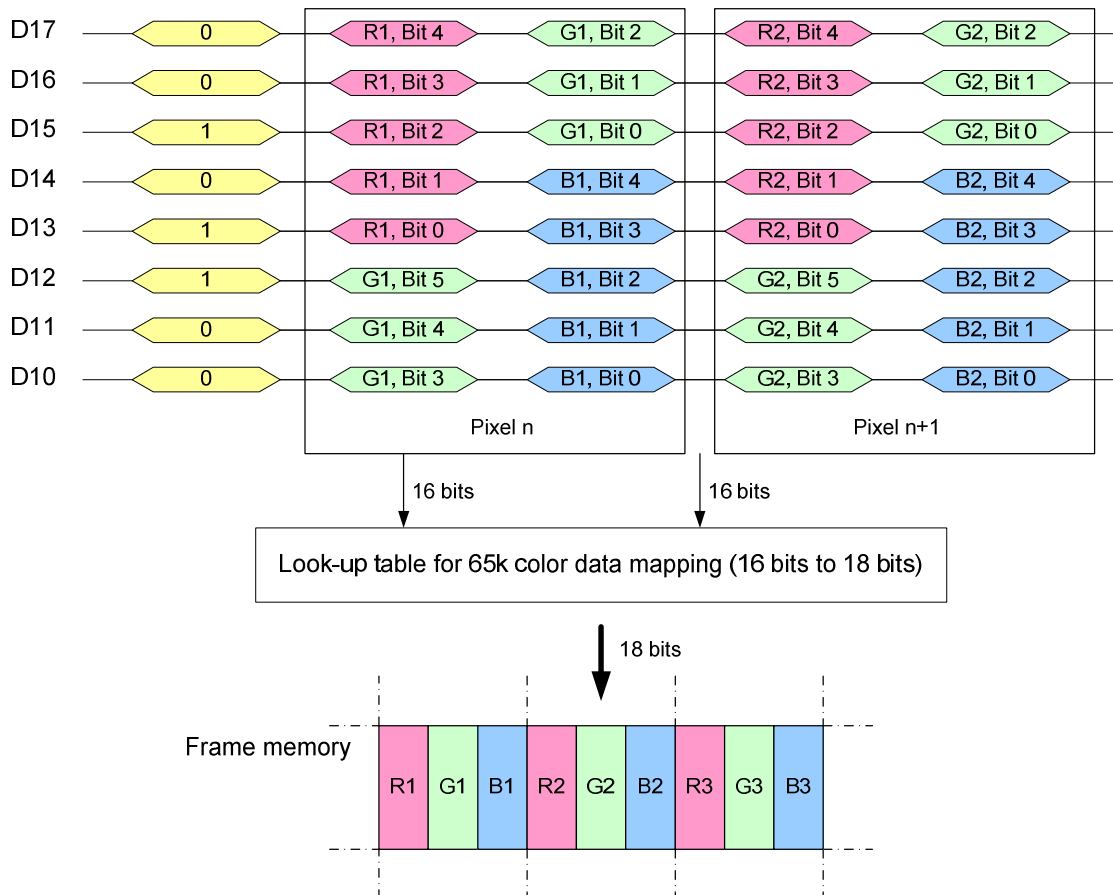 D17 0 R1, Bit 4 G1, Bit 2 R2, Bit 4 G2, Bit 2
D16 0 R1, Bit 3 G1, Bit 1 R2, Bit 3 G2, Bit 1
D15 1 R1, Bit 2 G1, Bit 0 R2, Bit 2 G2, Bit 0
D14 0 R1, Bit 1 B1, Bit 4 R2, Bit 1 B2, Bit 4
D13 1 R1, Bit 0 B1, Bit 3 R2, Bit 0 B2, Bit 3
D12 1 G1, Bit 5 B1, Bit 2 G2, Bit 5 B2, Bit 2
D11 0 G1, Bit 4 B1, Bit 1 G2, Bit 4 B2, Bit 1
D10 0 G1, Bit 3 B1, Bit 0 G2, Bit 3 B2, Bit 0
Pixel n Pixel n+1
16 bits 16 bits
Look-up table for 65k color data mapping (16 bits to 18 bits)
18 bits
Frame memory
R1 G1 B1 R2 G2 B2 R3 G3 B3